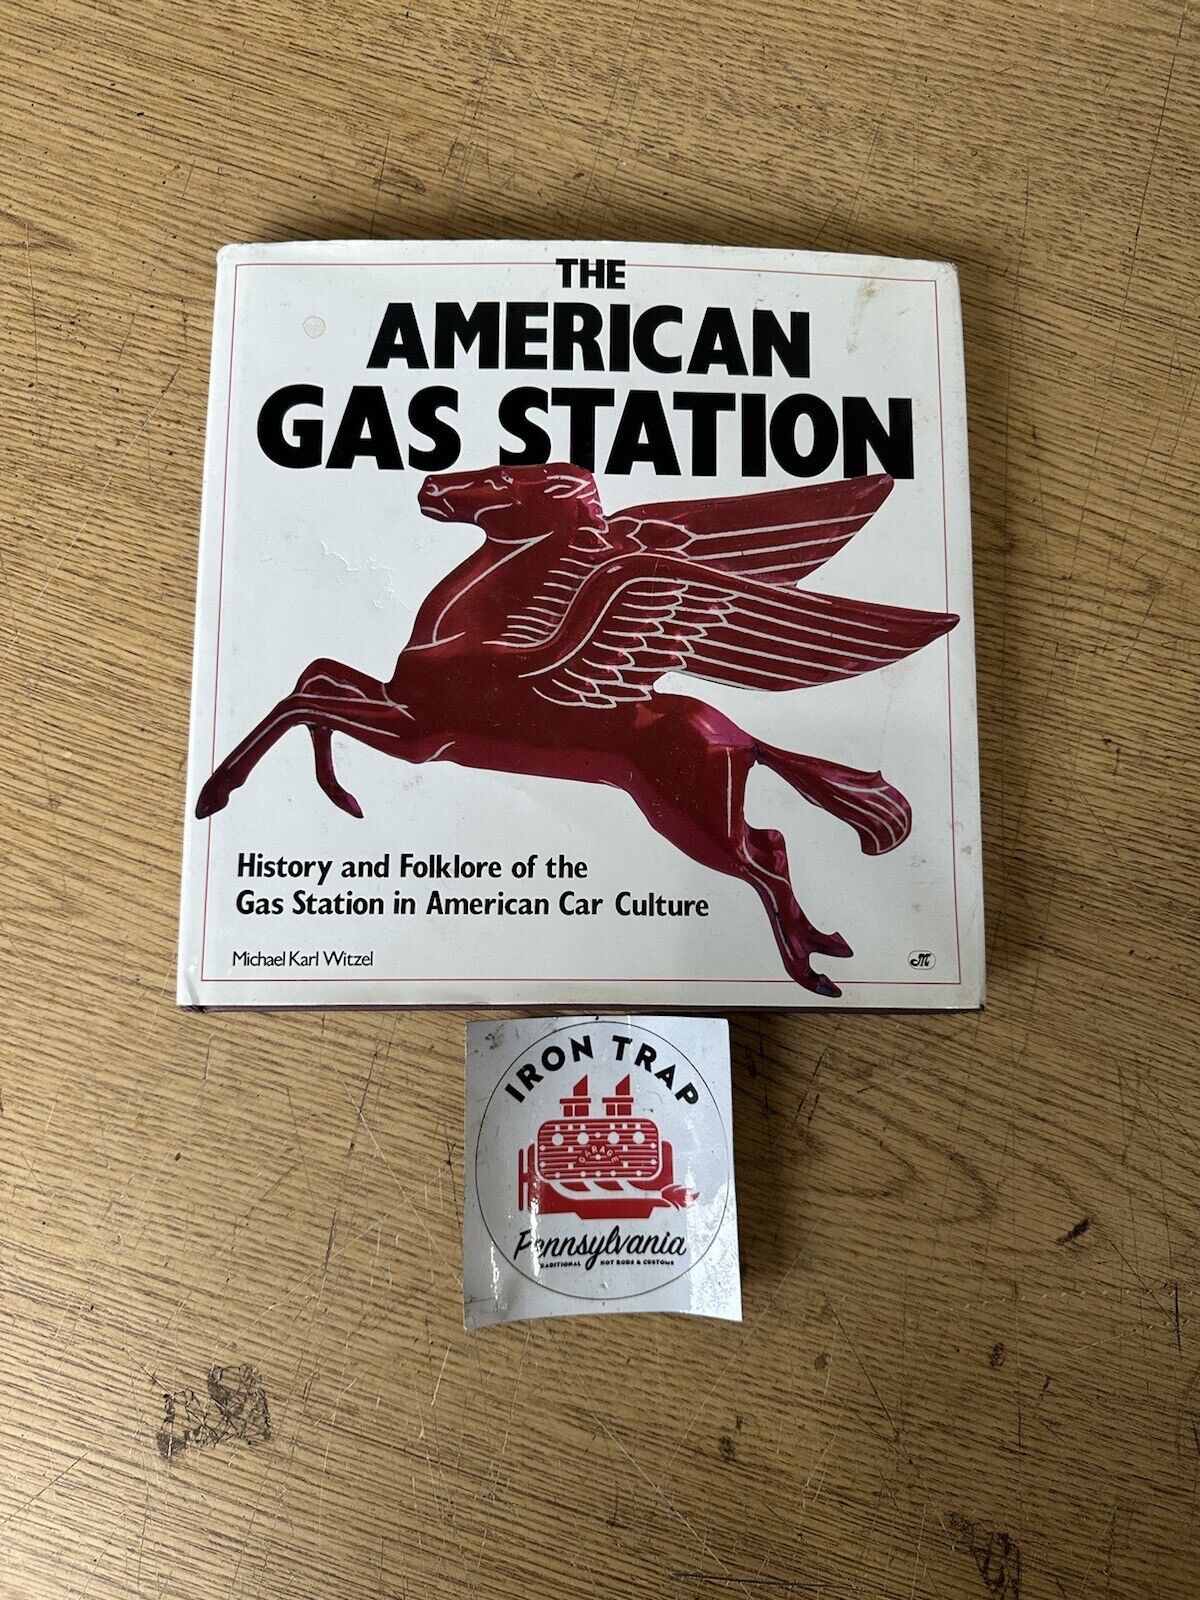 THE
AMERICAN
GAS STATION
History and Folklore of the
Gas Station in American Car Culture
Michael Karl Witzel
M
IRON TRAP
GARAGE
Pennsylvania
TRADITIONAL HOT RODS & CUSTOMS